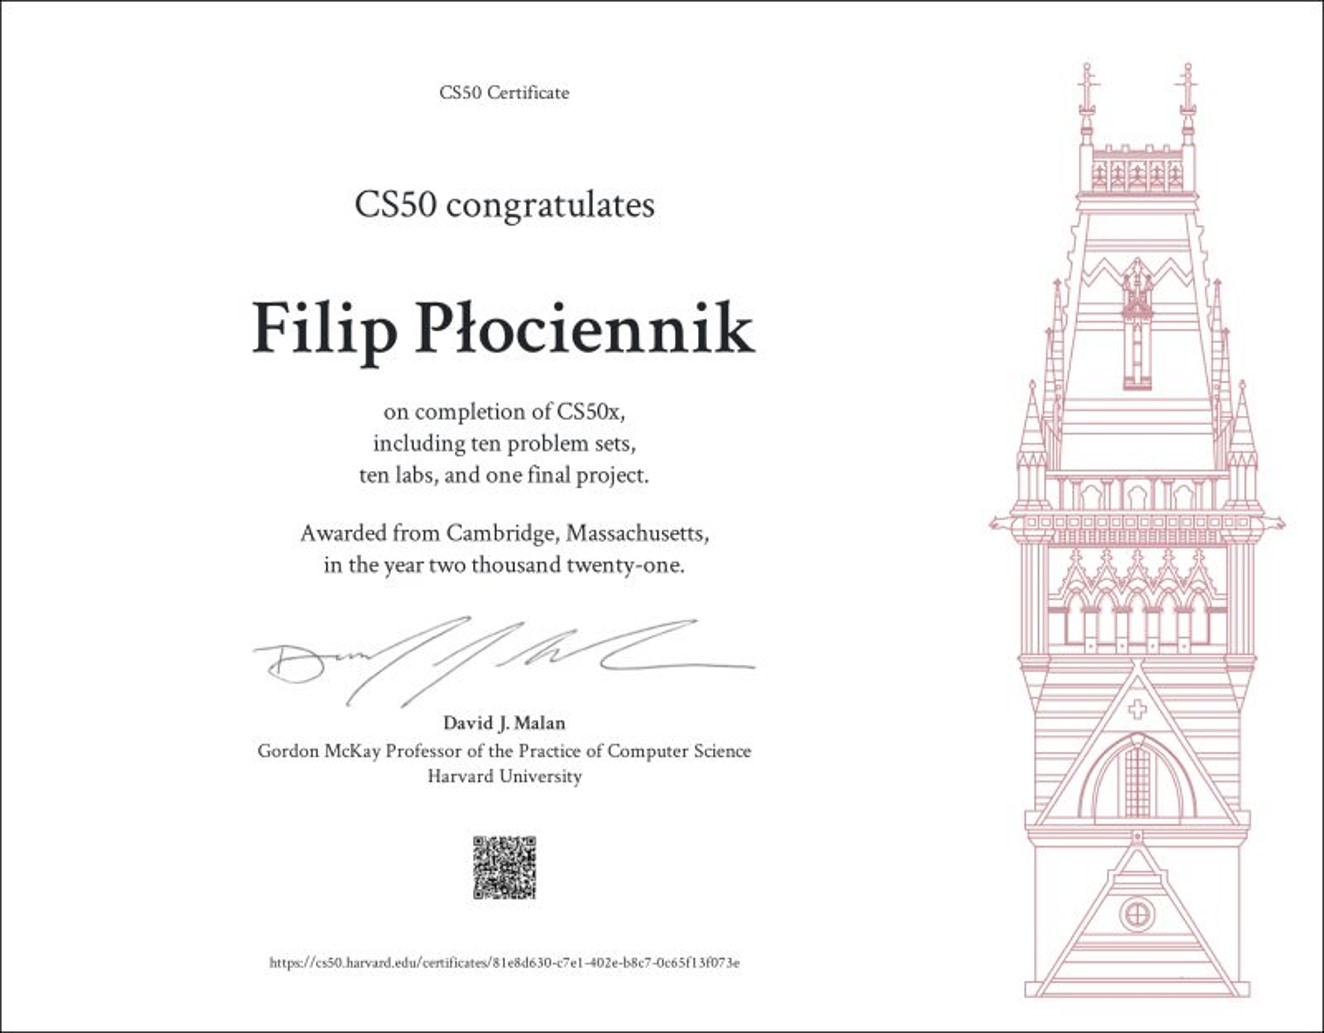 CS50 Certificate
CS50 congratulates
Filip Płociennik
on completion of CS50x,
including ten problem sets,
ten labs, and one final project.
Awarded from Cambridge, Massachusetts,
in the year two thousand twenty-one.
David J. Malan
Gordon McKay Professor of the Practice of Computer Science
Harvard University
https://cs50.harvard.edu/certificates/81e8d630-c7e1-402e-b8c7-0c65f13f073e